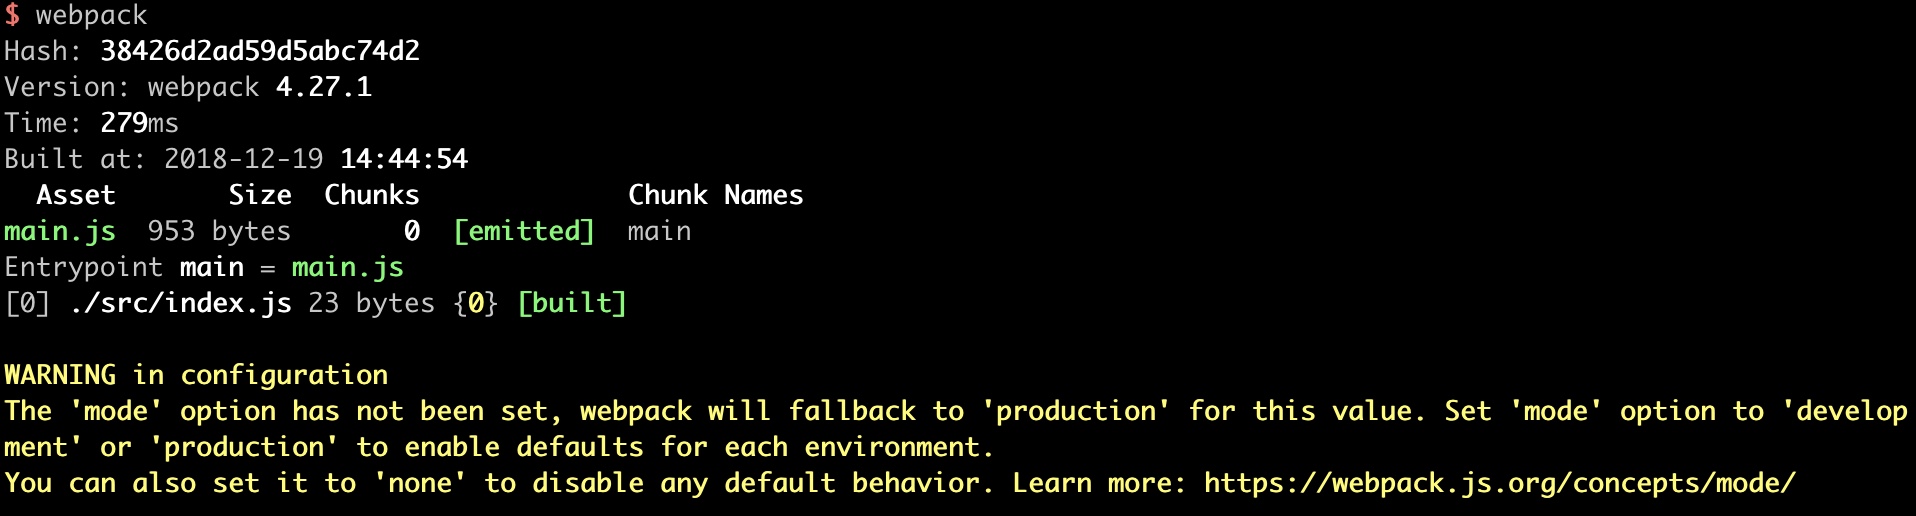 $ webpack
Hash: 38426d2ad59d5abc74d2
Version: webpack 4.27.1
Time: 279ms
Built at: 2018-12-19 14:44:54
  Asset       Size  Chunks             Chunk Names
main.js  953 bytes       0  [emitted]  main
Entrypoint main = main.js
[0] ./src/index.js 23 bytes {0} [built]

WARNING in configuration
The 'mode' option has not been set, webpack will fallback to 'production' for this value. Set 'mode' option to 'develop
ment' or 'production' to enable defaults for each environment.
You can also set it to 'none' to disable any default behavior. Learn more: https://webpack.js.org/concepts/mode/